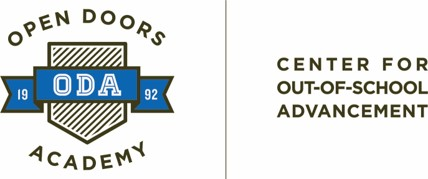 OPEN DOORS
19 ODA 92
ACADEMY
CENTER FOR
OUT-OF-SCHOOL
ADVANCEMENT